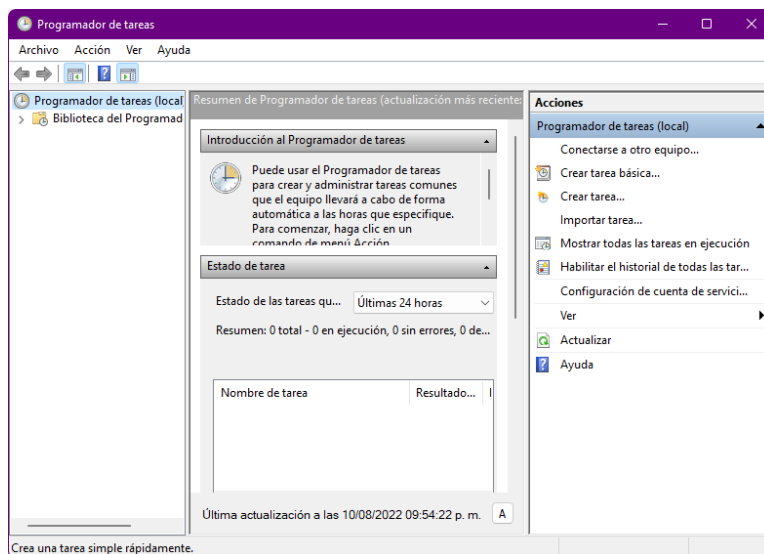 Programador de tareas
Archivo Acción Ver Ayuda
Programador de tareas (local
Biblioteca del Programad
Resumen de Programador de tareas (actualización más reciente:
Introducción al Programador de tareas
Puede usar el Programador de tareas
para crear y administrar tareas comunes
que el equipo llevará a cabo de forma
automática a las horas que especifique.
Para comenzar, haga clic en un
comando de menú Acción
Estado de tarea
Estado de las tareas qu... Últimas 24 horas
Resumen: 0 total - 0 en ejecución, 0 sin errores, 0 de...
Nombre de tarea Resultado...
Última actualización a las 10/08/2022 09:54:22 p. m. A
Acciones
Programador de tareas (local)
Conectarse a otro equipo...
Crear tarea básica...
Crear tarea...
Importar tarea...
Mostrar todas las tareas en ejecución
Habilitar el historial de todas las tar...
Configuración de cuenta de servici...
Ver
Actualizar
Ayuda
Crea una tarea simple rápidamente.